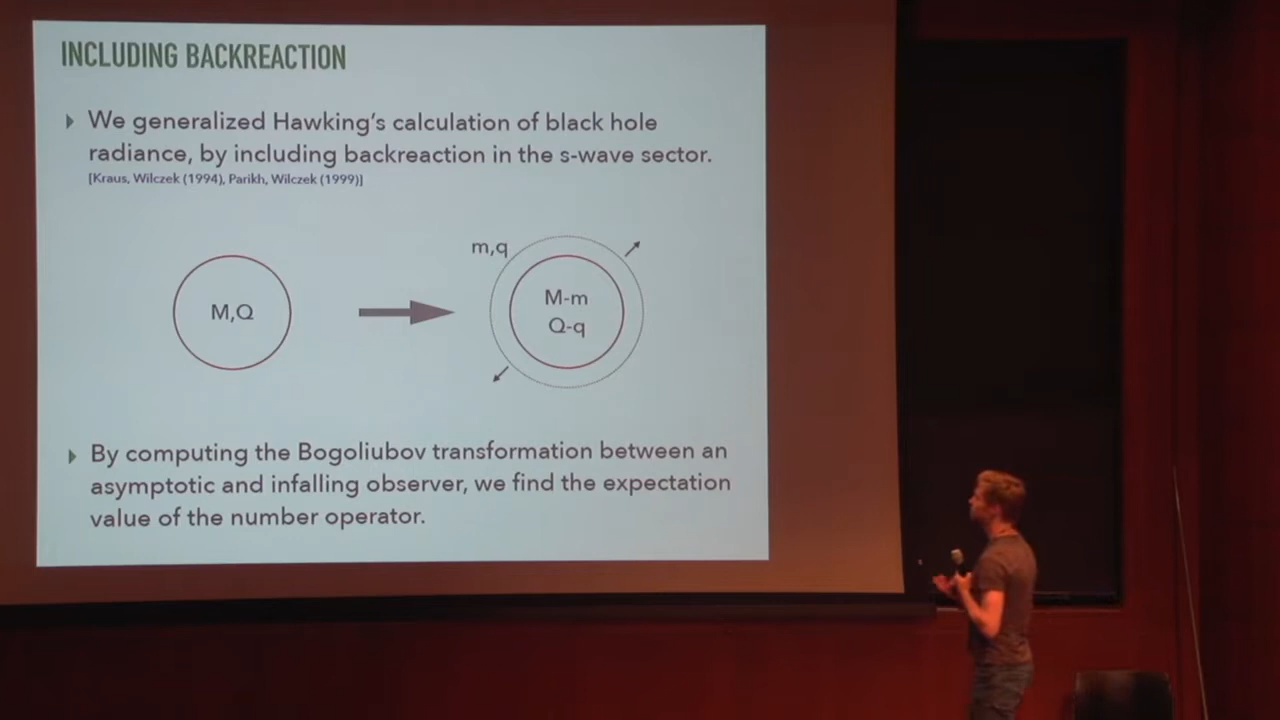 INCLUDING BACKREACTION
We generalized Hawking's calculation of black hole
radiance, by including backreaction in the s-wave sector.
[Kraus, Wilczek (1994), Parikh, Wilczek (1999)]
m,q
M,Q
M-m
Q-q
By computing the Bogoliubov transformation between an
asymptotic and infalling observer, we find the expectation
value of the number operator.